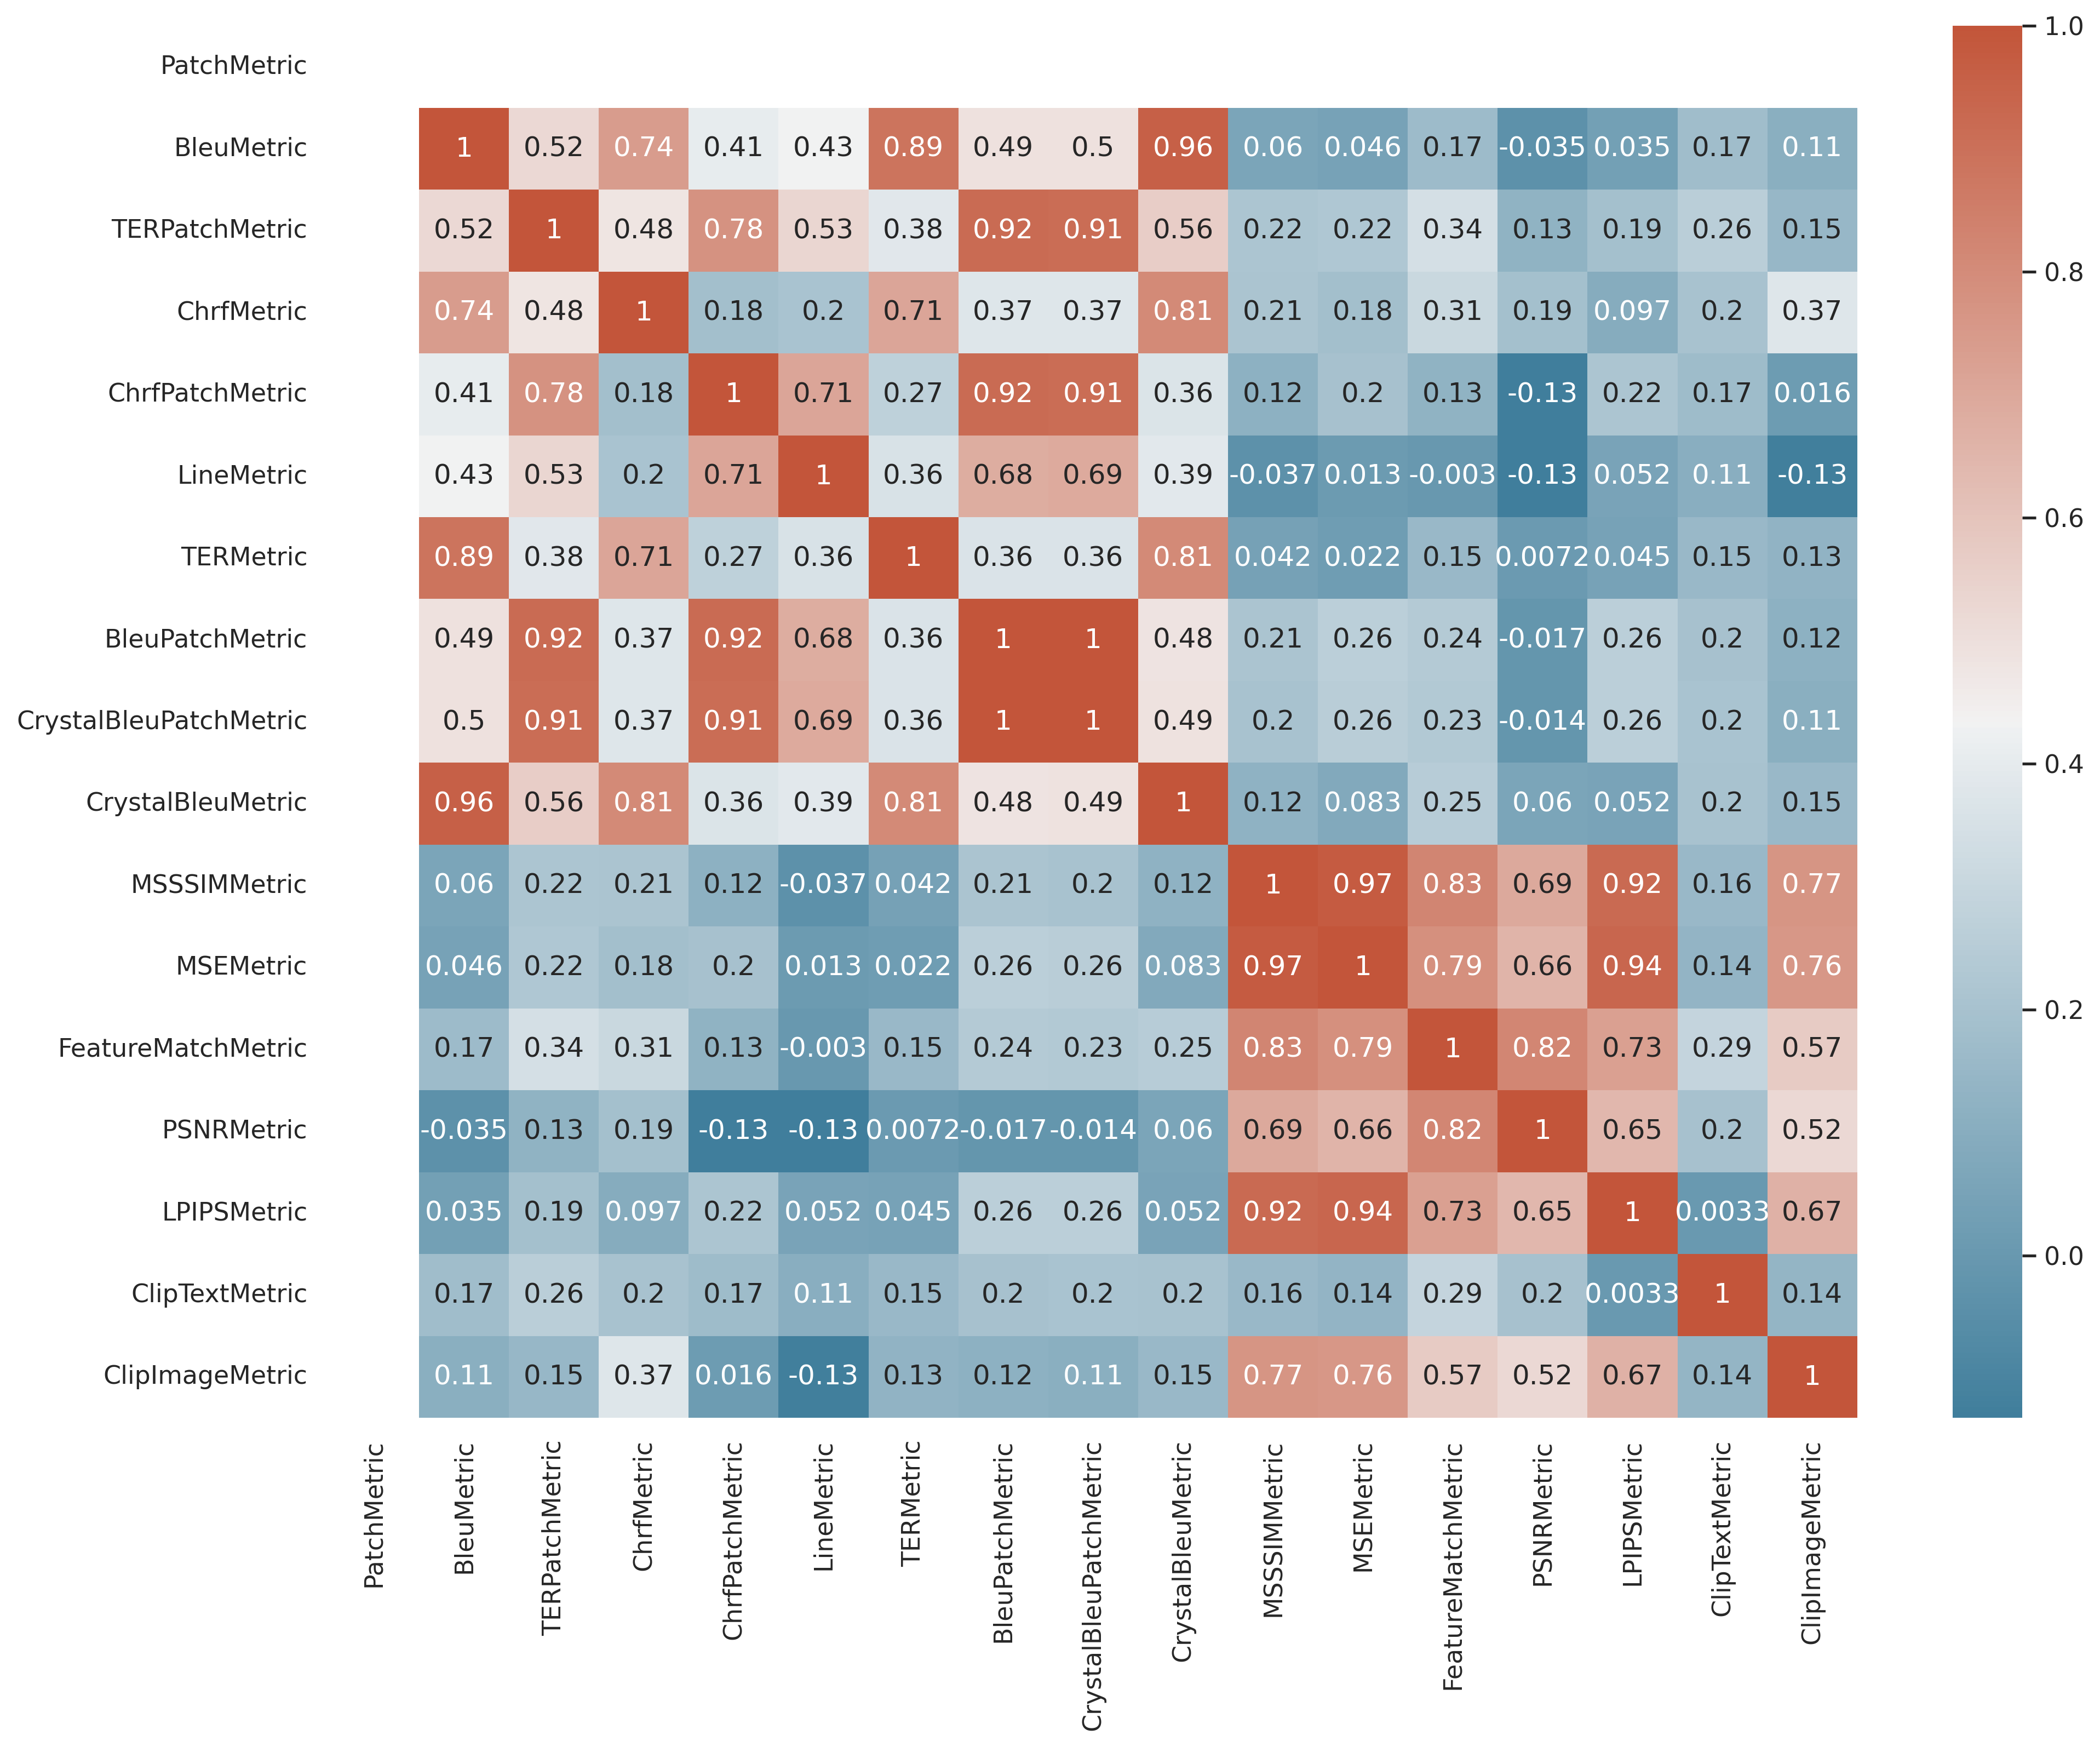 PatchMetric
BleuMetric 1 0.52 0.74 0.41 0.43 0.89 0.49 0.5 0.96 0.06 0.046 0.17 -0.035 0.035 0.17 0.11
TERPatchMetric 0.52 1 0.48 0.78 0.53 0.38 0.92 0.91 0.56 0.22 0.22 0.34 0.13 0.19 0.26 0.15
ChrfMetric 0.74 0.48 1 0.18 0.2 0.71 0.37 0.37 0.81 0.21 0.18 0.31 0.19 0.097 0.2 0.37
ChrfPatchMetric 0.41 0.78 0.18 1 0.71 0.27 0.92 0.91 0.36 0.12 0.2 0.13 -0.13 0.22 0.17 0.016
LineMetric 0.43 0.53 0.2 0.71 1 0.36 0.68 0.69 0.39 -0.037 0.013 -0.003 -0.13 0.052 0.11 -0.13
TERMetric 0.89 0.38 0.71 0.27 0.36 1 0.36 0.36 0.81 0.042 0.022 0.15 0.0072 0.045 0.15 0.13
BleuPatchMetric 0.49 0.92 0.37 0.92 0.68 0.36 1 1 0.48 0.21 0.26 0.24 -0.017 0.26 0.2 0.12
CrystalBleuPatchMetric 0.5 0.91 0.37 0.91 0.69 0.36 1 1 0.49 0.2 0.26 0.23 -0.014 0.26 0.2 0.11
CrystalBleuMetric 0.96 0.56 0.81 0.36 0.39 0.81 0.48 0.49 1 0.12 0.083 0.25 0.06 0.052 0.2 0.15
MSSSIMMetric 0.06 0.22 0.21 0.12 -0.037 0.042 0.21 0.2 0.12 1 0.97 0.83 0.69 0.92 0.16 0.77
MSEMetric 0.046 0.22 0.18 0.2 0.013 0.022 0.26 0.26 0.083 0.97 1 0.79 0.66 0.94 0.14 0.76
FeatureMatchMetric 0.17 0.34 0.31 0.13 -0.003 0.15 0.24 0.23 0.25 0.83 0.79 1 0.82 0.73 0.29 0.57
PSNRMetric -0.035 0.13 0.19 -0.13 -0.13 0.0072 -0.017 -0.014 0.06 0.69 0.66 0.82 1 0.65 0.2 0.52
LPIPSMetric 0.035 0.19 0.097 0.22 0.052 0.045 0.26 0.26 0.052 0.92 0.94 0.73 0.65 1 0.0033 0.67
ClipTextMetric 0.17 0.26 0.2 0.17 0.11 0.15 0.2 0.2 0.2 0.16 0.14 0.29 0.2 0.0033 1 0.14
ClipImageMetric 0.11 0.15 0.37 0.016 -0.13 0.13 0.12 0.11 0.15 0.77 0.76 0.57 0.52 0.67 0.14 1
PatchMetric
BleuMetric
TERPatchMetric
ChrfMetric
ChrfPatchMetric
LineMetric
TERMetric
BleuPatchMetric
CrystalBleuPatchMetric
CrystalBleuMetric
MSSSIMMetric
MSEMetric
FeatureMatchMetric
PSNRMetric
LPIPSMetric
ClipTextMetric
ClipImageMetric
1.0
0.8
0.6
0.4
0.2
0.0